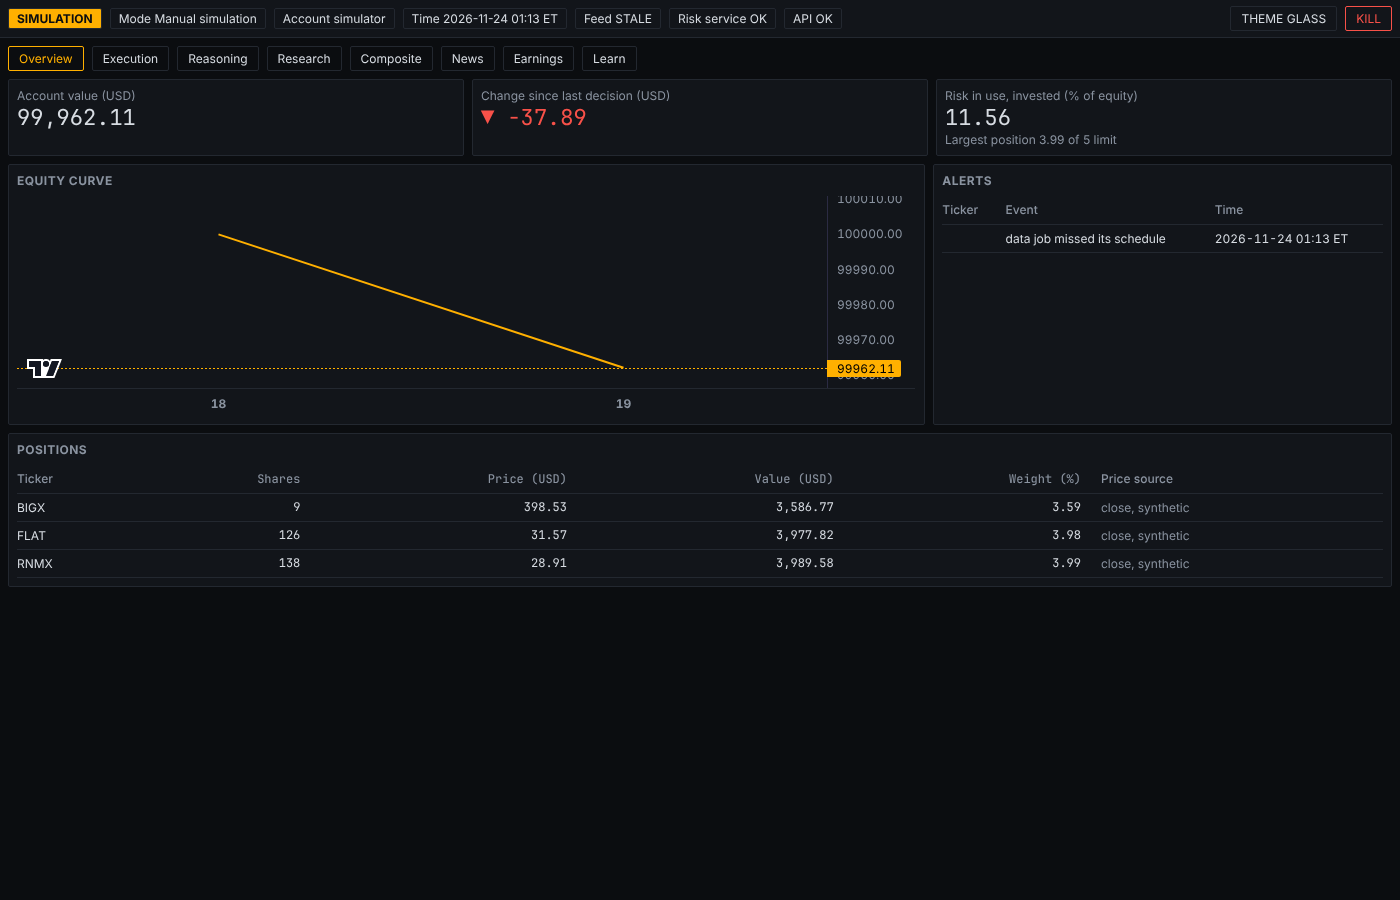 SIMULATION Mode Manual simulation Account simulator Time 2026-11-24 01:13 ET Feed STALE Risk service OK API OK THEME GLASS KILL
Overview Execution Reasoning Research Composite News Earnings Learn
Account value (USD)
99,962.11
Change since last decision (USD)
▼ -37.89
Risk in use, invested (% of equity)
11.56
Largest position 3.99 of 5 limit
EQUITY CURVE
100010.00
100000.00
99990.00
99980.00
99970.00
99962.11
18 19
ALERTS
Ticker Event Time
data job missed its schedule 2026-11-24 01:13 ET
POSITIONS
Ticker Shares Price (USD) Value (USD) Weight (%) Price source
BIGX 9 398.53 3,586.77 3.59 close, synthetic
FLAT 126 31.57 3,977.82 3.98 close, synthetic
RNMX 138 28.91 3,989.58 3.99 close, synthetic